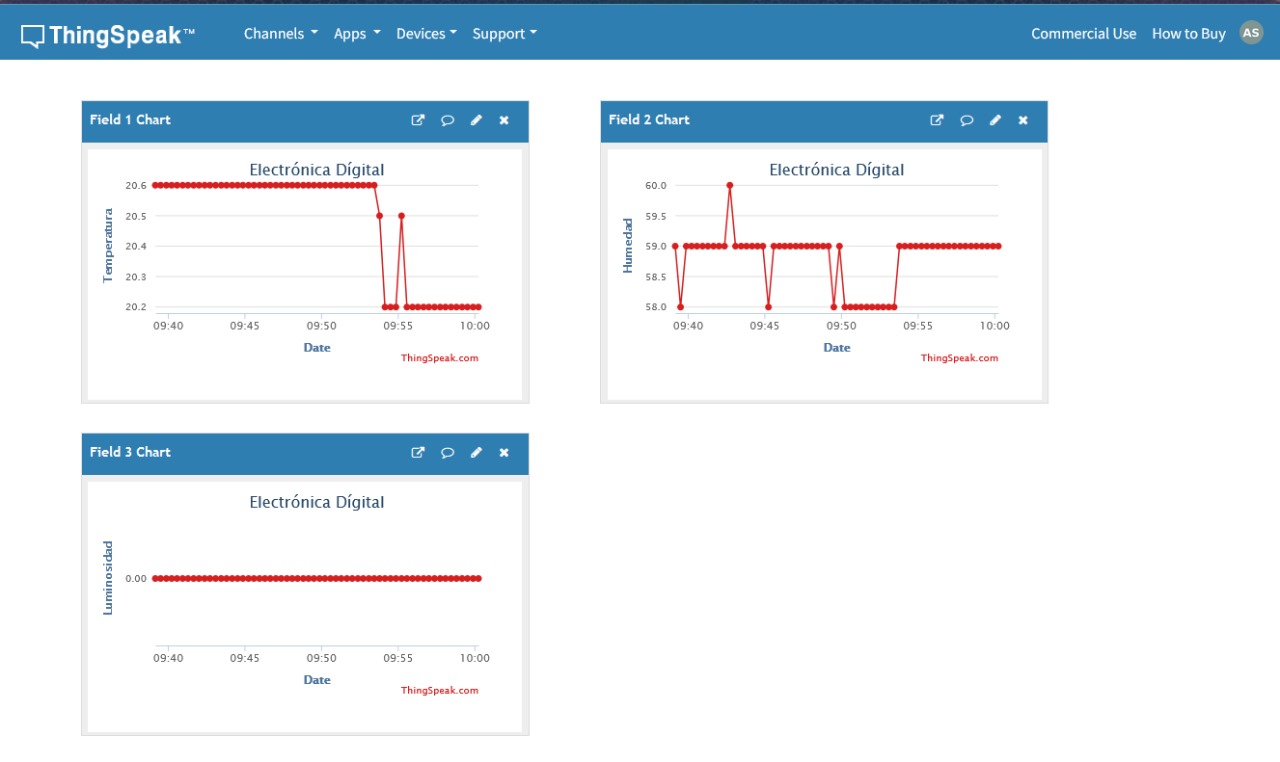 ThingSpeak™ Channels Apps Devices Support Commercial Use How to Buy AS
Field 1 Chart
Electrónica Dígital
Temperatura
20.6
20.5
20.4
20.3
20.2
09:40 09:45 09:50 09:55 10:00
Date
ThingSpeak.com
Field 2 Chart
Electrónica Dígital
Humedad
60.0
59.5
59.0
58.5
58.0
09:40 09:45 09:50 09:55 10:00
Date
ThingSpeak.com
Field 3 Chart
Electrónica Dígital
Luminosidad
0.00
09:40 09:45 09:50 09:55 10:00
Date
ThingSpeak.com